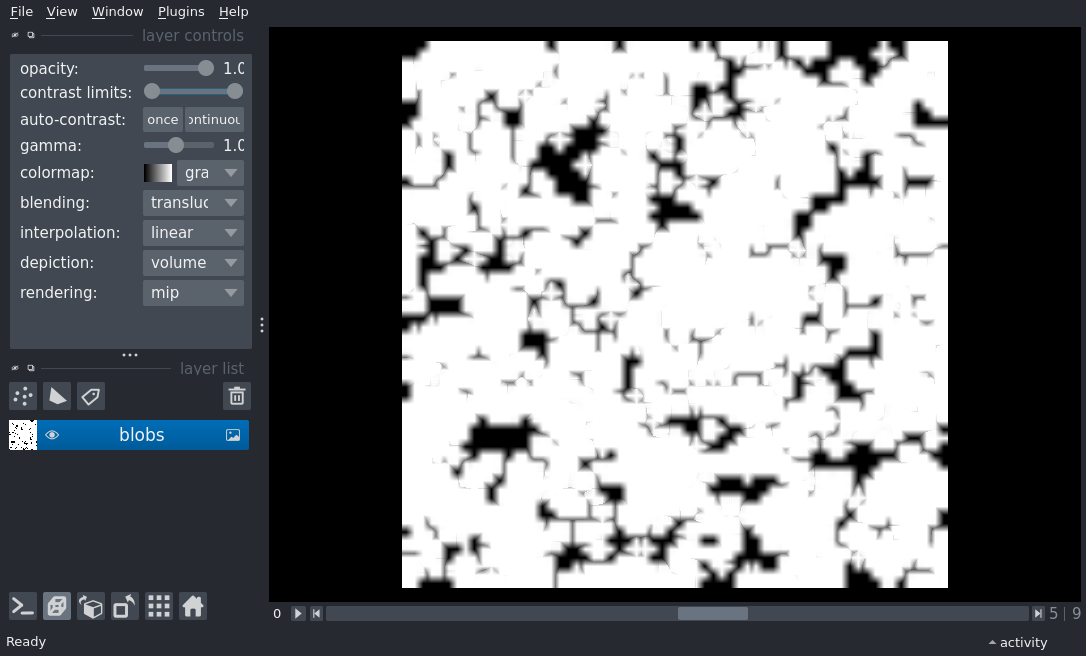 File View Window Plugins Help
layer controls
opacity: 1.0
contrast limits:
auto-contrast: once ontinuou
gamma: 1.0
colormap: gra
blending: transluc
interpolation: linear
depiction: volume
rendering: mip
layer list
blobs
0 5 | 9
Ready activity